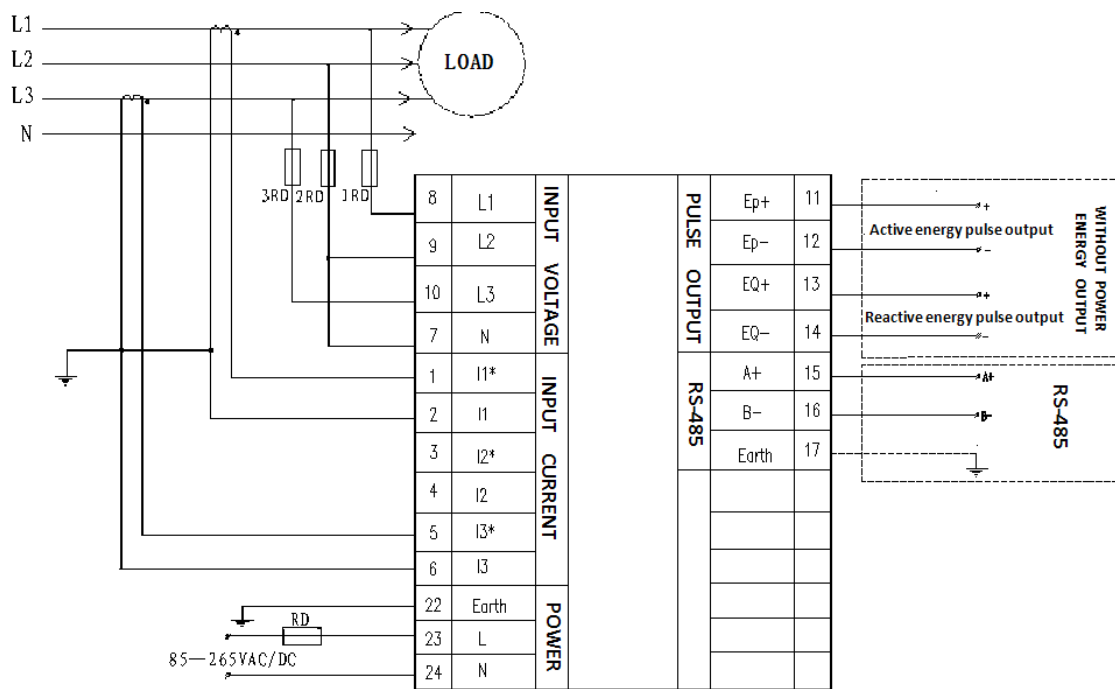 L1
L2
L3
N
LOAD
3RD
2RD
1RD
8 L1
9 L2
10 L3
7 N
INPUT VOLTAGE
1 I1*
2 I1
3 I2*
4 I2
5 I3*
6 I3
INPUT CURRENT
22 Earth
23 L
24 N
POWER
RD
85—265VAC/DC
PULSE OUTPUT
Ep+ 11
Ep- 12
EQ+ 13
EQ- 14
RS-485
A+ 15
B- 16
Earth 17
+
Active energy pulse output
-
+
Reactive energy pulse output
-
WITHOUT POWER
ENERGY OUTPUT
A+
B-
RS-485